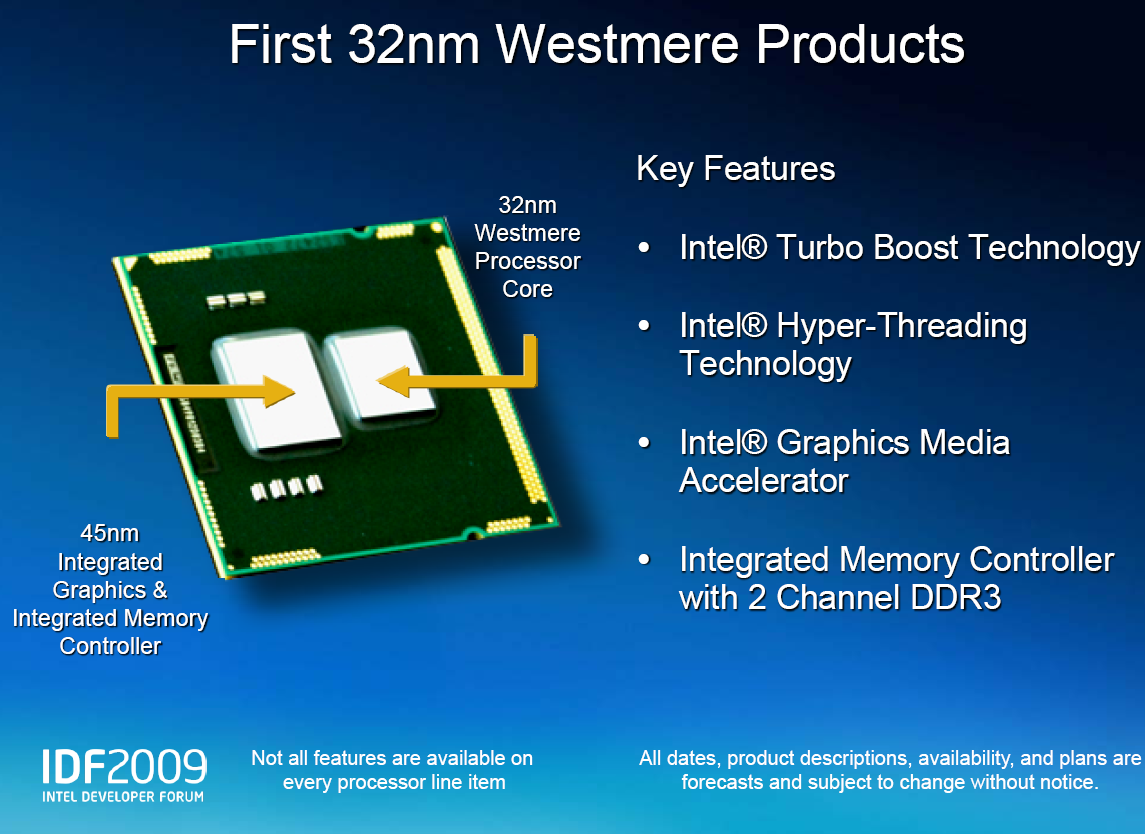 First 32nm Westmere Products
Key Features
32nm
Westmere
Processor
Core
• Intel® Turbo Boost Technology
• Intel® Hyper-Threading
Technology
• Intel® Graphics Media
Accelerator
• Integrated Memory Controller
with 2 Channel DDR3
45nm
Integrated
Graphics &
Integrated Memory
Controller
IDF2009
INTEL DEVELOPER FORUM
Not all features are available on
every processor line item
All dates, product descriptions, availability, and plans are
forecasts and subject to change without notice.